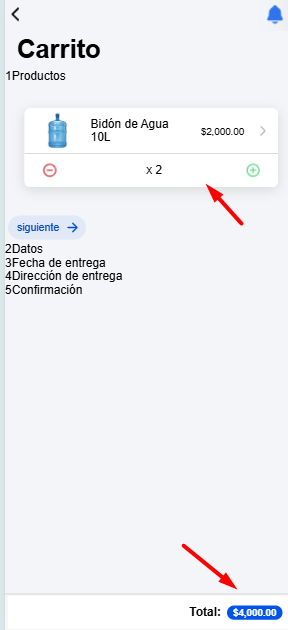 Carrito
1Productos
Bidón de Agua
10L
$2,000.00
x 2
siguiente
2Datos
3Fecha de entrega
4Dirección de entrega
5Confirmación
Total: $4,000.00